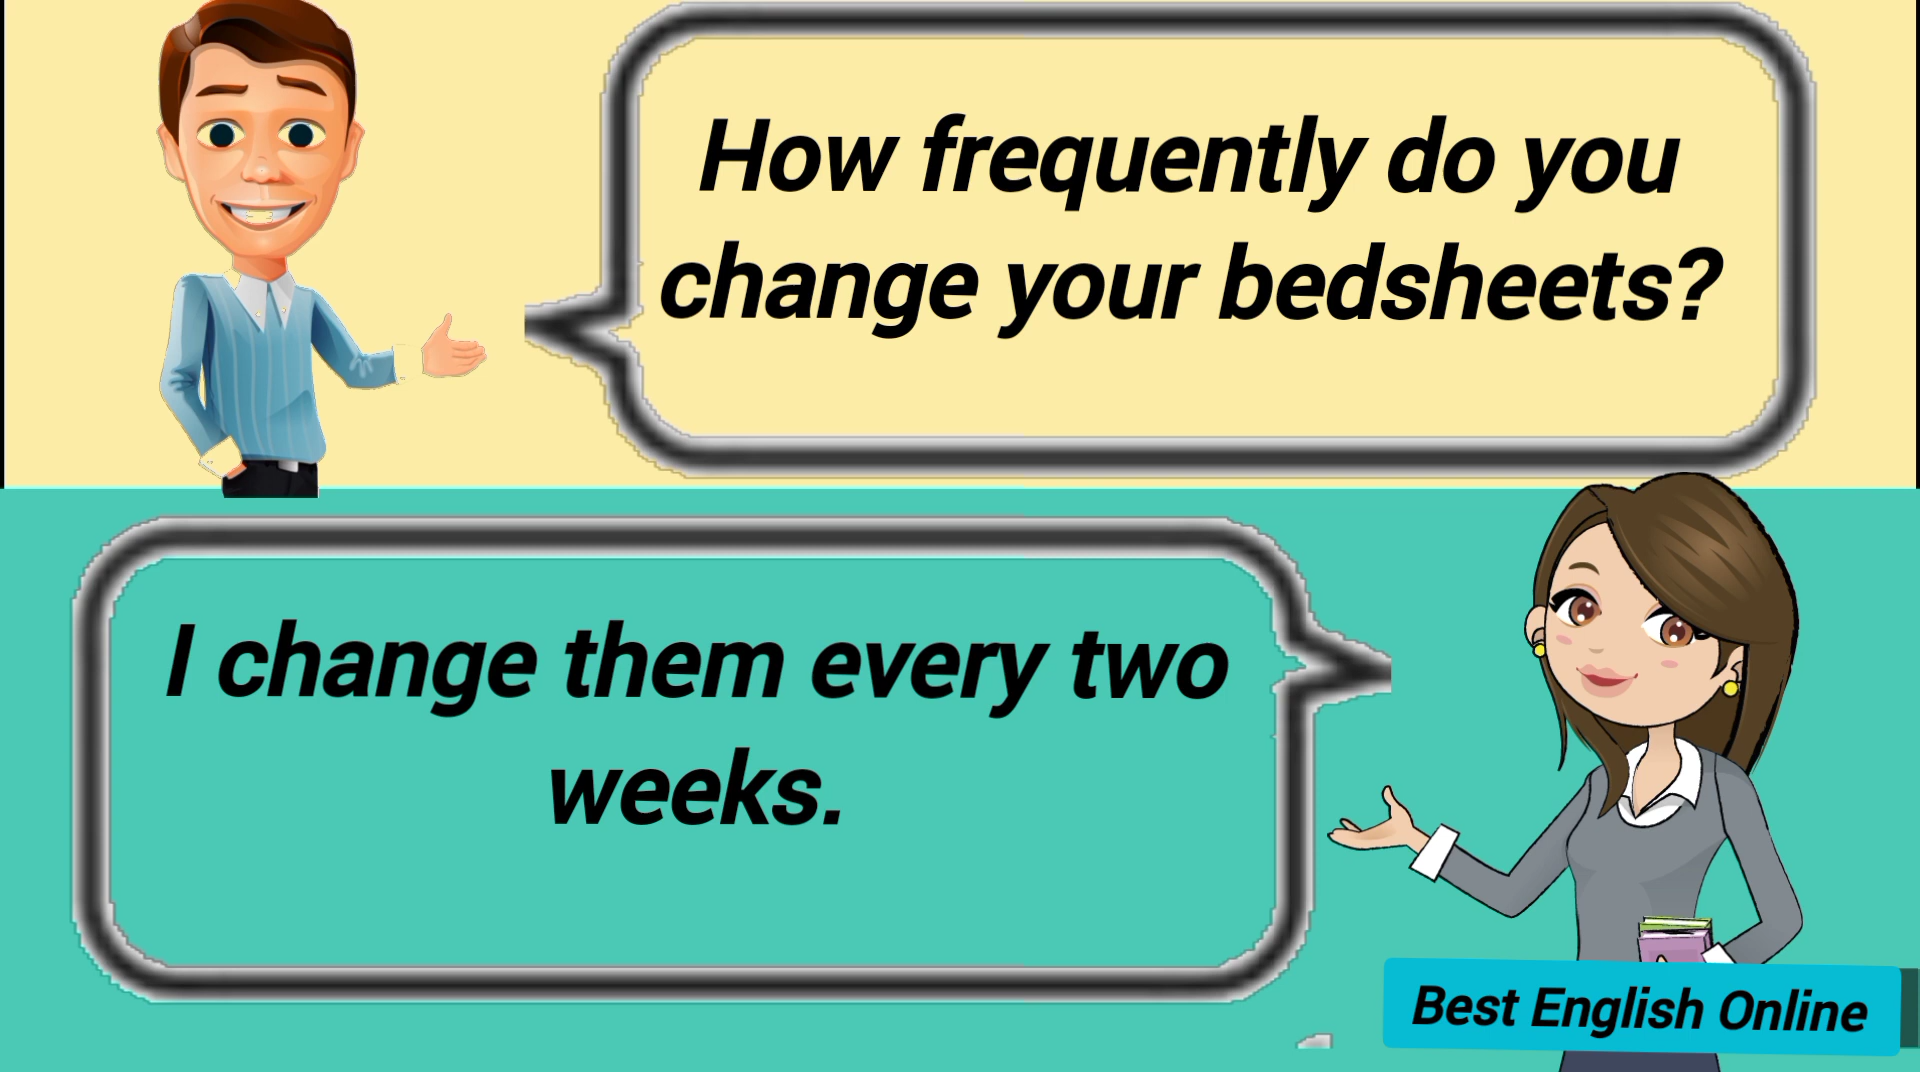 How frequently do you
change your bedsheets?
I change them every two
weeks.
Best English Online